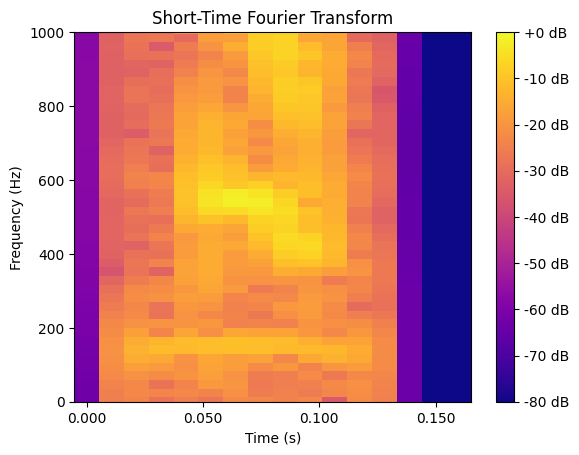 Short-Time Fourier Transform
1000
800
600
400
200
0
Frequency (Hz)
0.000
0.050
0.100
0.150
Time (s)
+0 dB
-10 dB
-20 dB
-30 dB
-40 dB
-50 dB
-60 dB
-70 dB
-80 dB